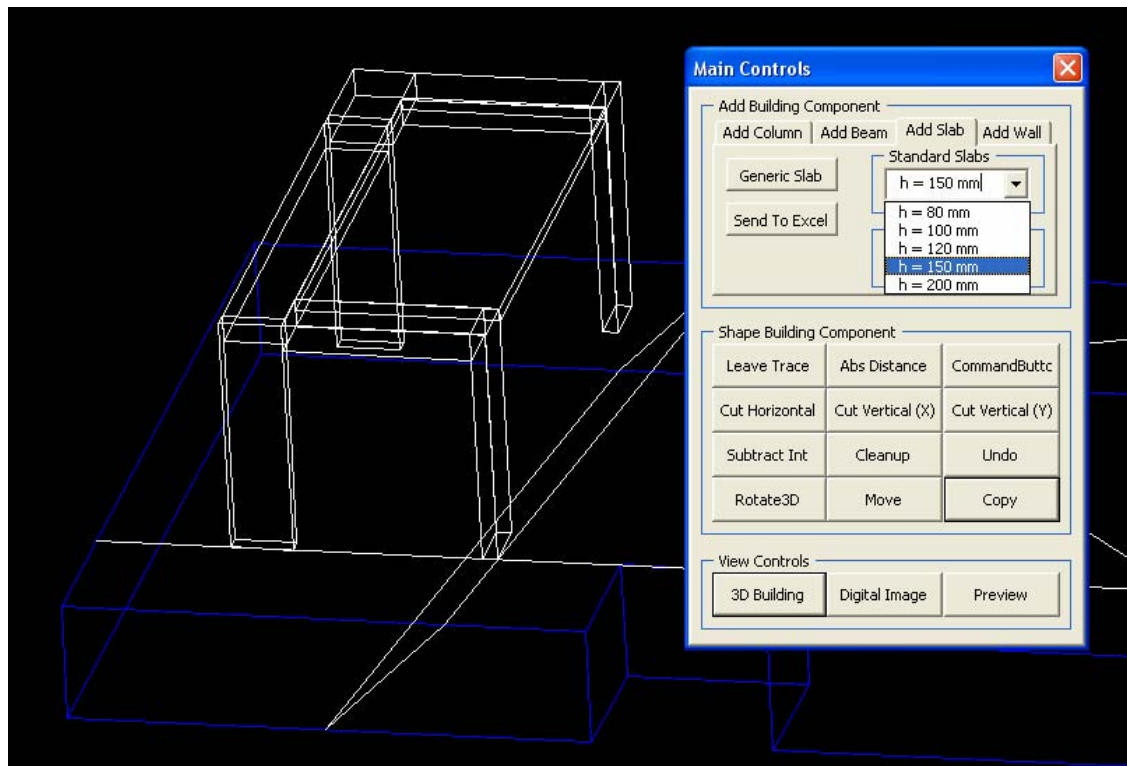 Main Controls
Add Building Component
Add Column
Add Beam
Add Slab
Add Wall
Generic Slab
Send To Excel
Standard Slabs
h = 150 mm
h = 80 mm
h = 100 mm
h = 120 mm
h = 150 mm
h = 200 mm
Shape Building Component
Leave Trace
Abs Distance
CommandButtc
Cut Horizontal
Cut Vertical (X)
Cut Vertical (Y)
Subtract Int
Cleanup
Undo
Rotate3D
Move
Copy
View Controls
3D Building
Digital Image
Preview